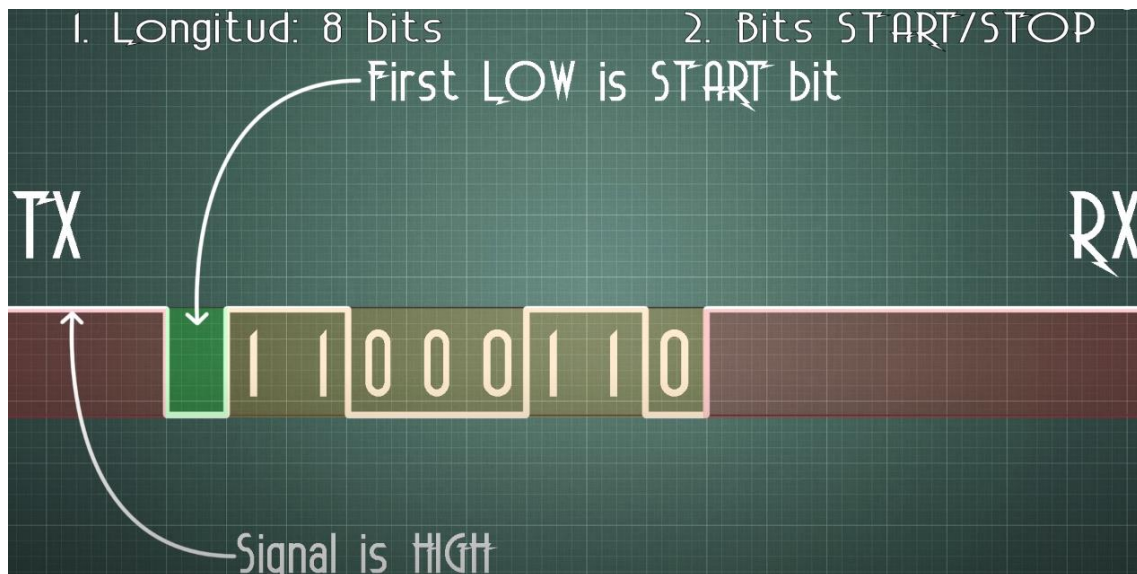 1. Longitud: 8 bits
2. Bits START/STOP
First LOW is START bit
TX
RX
1 1 0 0 0 1 1 0
Signal is HIGH